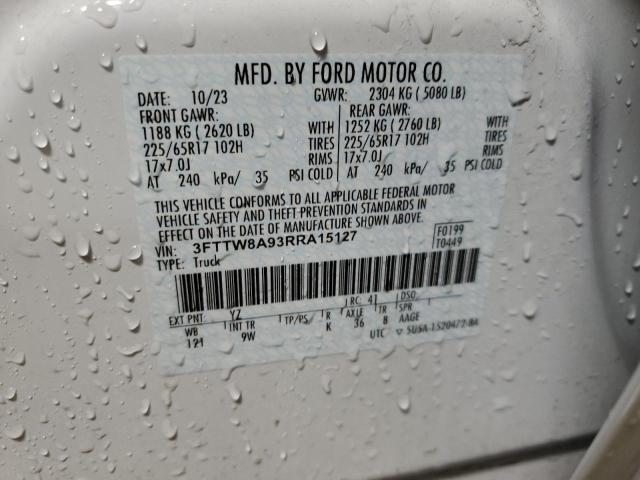 MFD. BY FORD MOTOR CO.
DATE: 10/23 GVWR: 2304 KG ( 5080 LB)
FRONT GAWR: REAR GAWR:
1188 KG ( 2620 LB) WITH 1252 KG ( 2760 LB) WITH
225/65R17 102H TIRES 225/65R17 102H TIRES
17x7.0J RIMS 17x7.0J RIMS
AT 240 kPa/ 35 PSI COLD AT 240 kPa/ 35 PSI COLD
THIS VEHICLE CONFORMS TO ALL APPLICABLE FEDERAL MOTOR
VEHICLE SAFETY AND THEFT PREVENTION STANDARDS IN
EFFECT ON THE DATE OF MANUFACTURE SHOWN ABOVE.
VIN: 3FTTW8A93RRA15127 F0199
TYPE: Truck T0449
EXT PNT: YZ RC: 41 DSO:
WB INT TR TP/PS R AXLE TR SPR
121 9W K 36 8 AAGE
UTC ▽ 5USA-1520472-BA